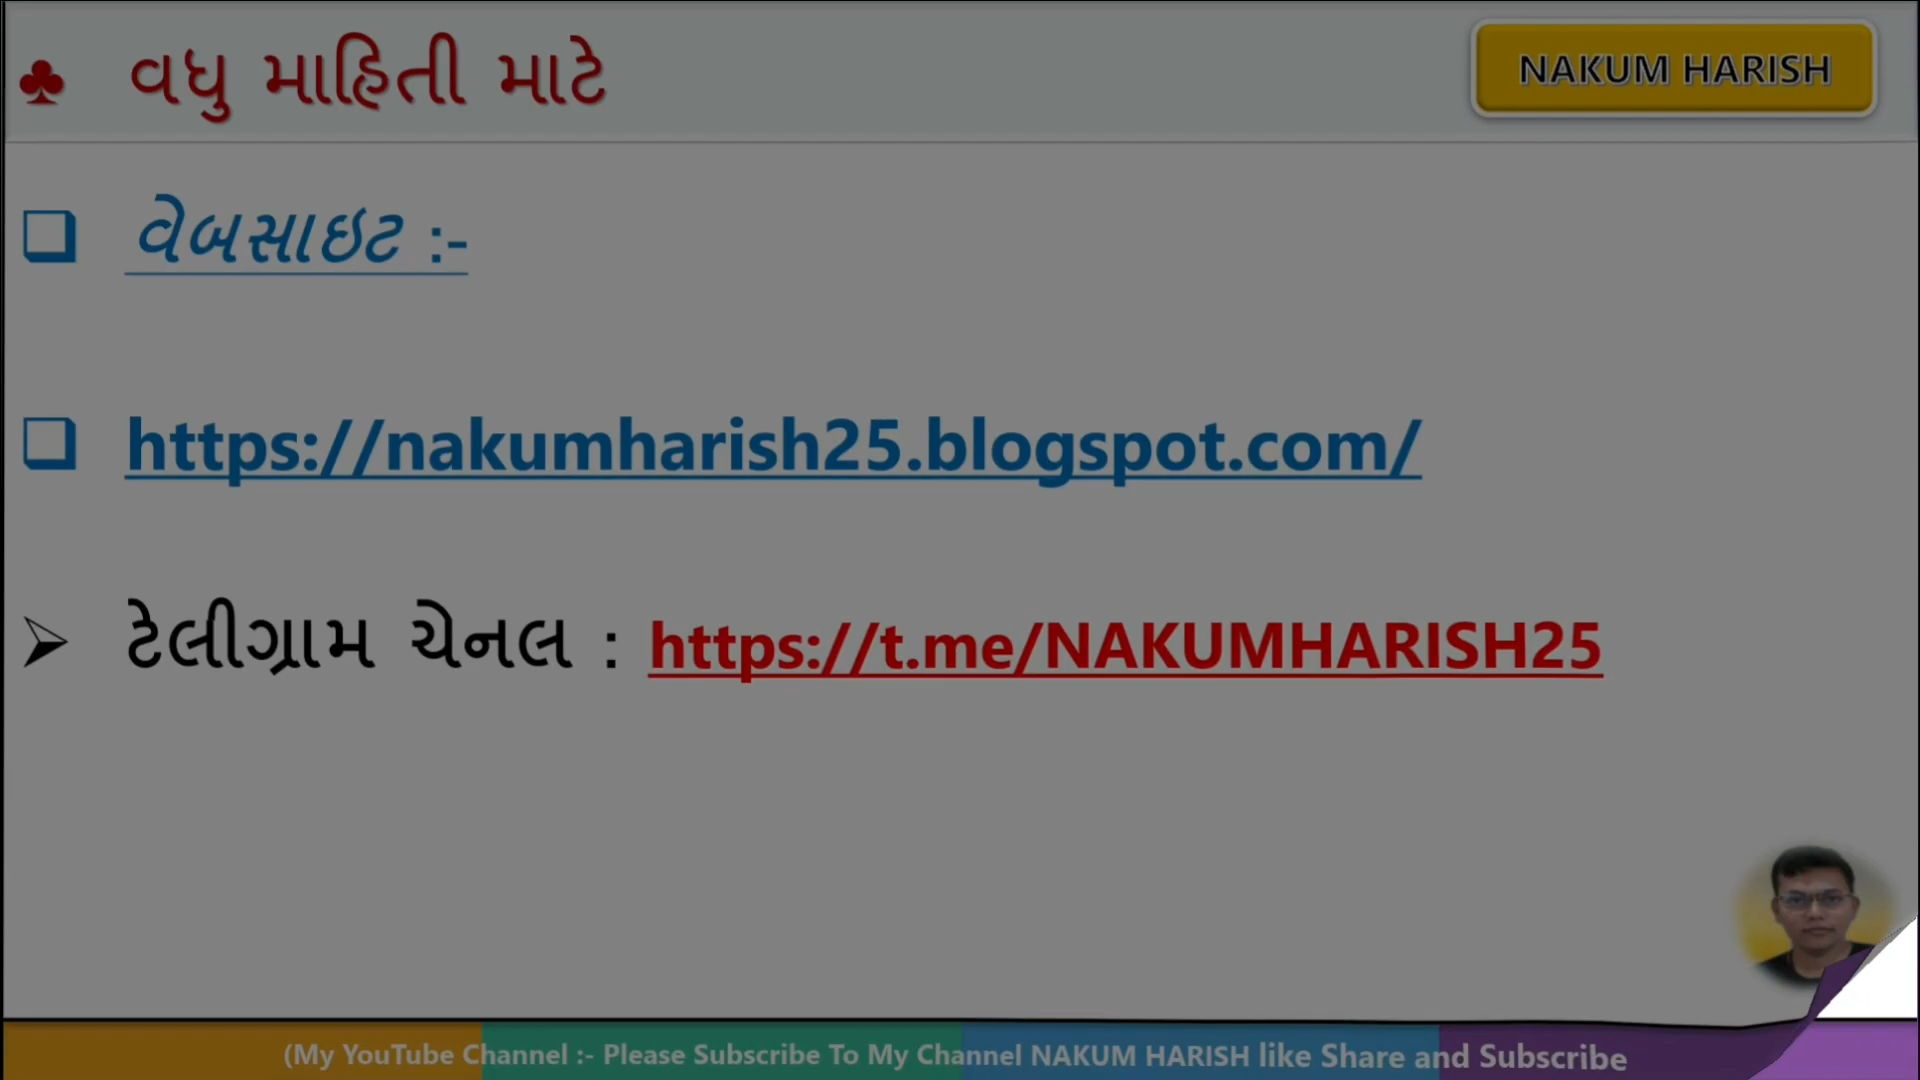 ♣ વધુ માહિતી માટે
NAKUM HARISH
❑ વેબસાઇટ :-
❑ https://nakumharish25.blogspot.com/
➢ ટેલીગ્રામ ચેનલ : https://t.me/NAKUMHARISH25
(My YouTube Channel :- Please Subscribe To My Channel NAKUM HARISH like Share and Subscribe